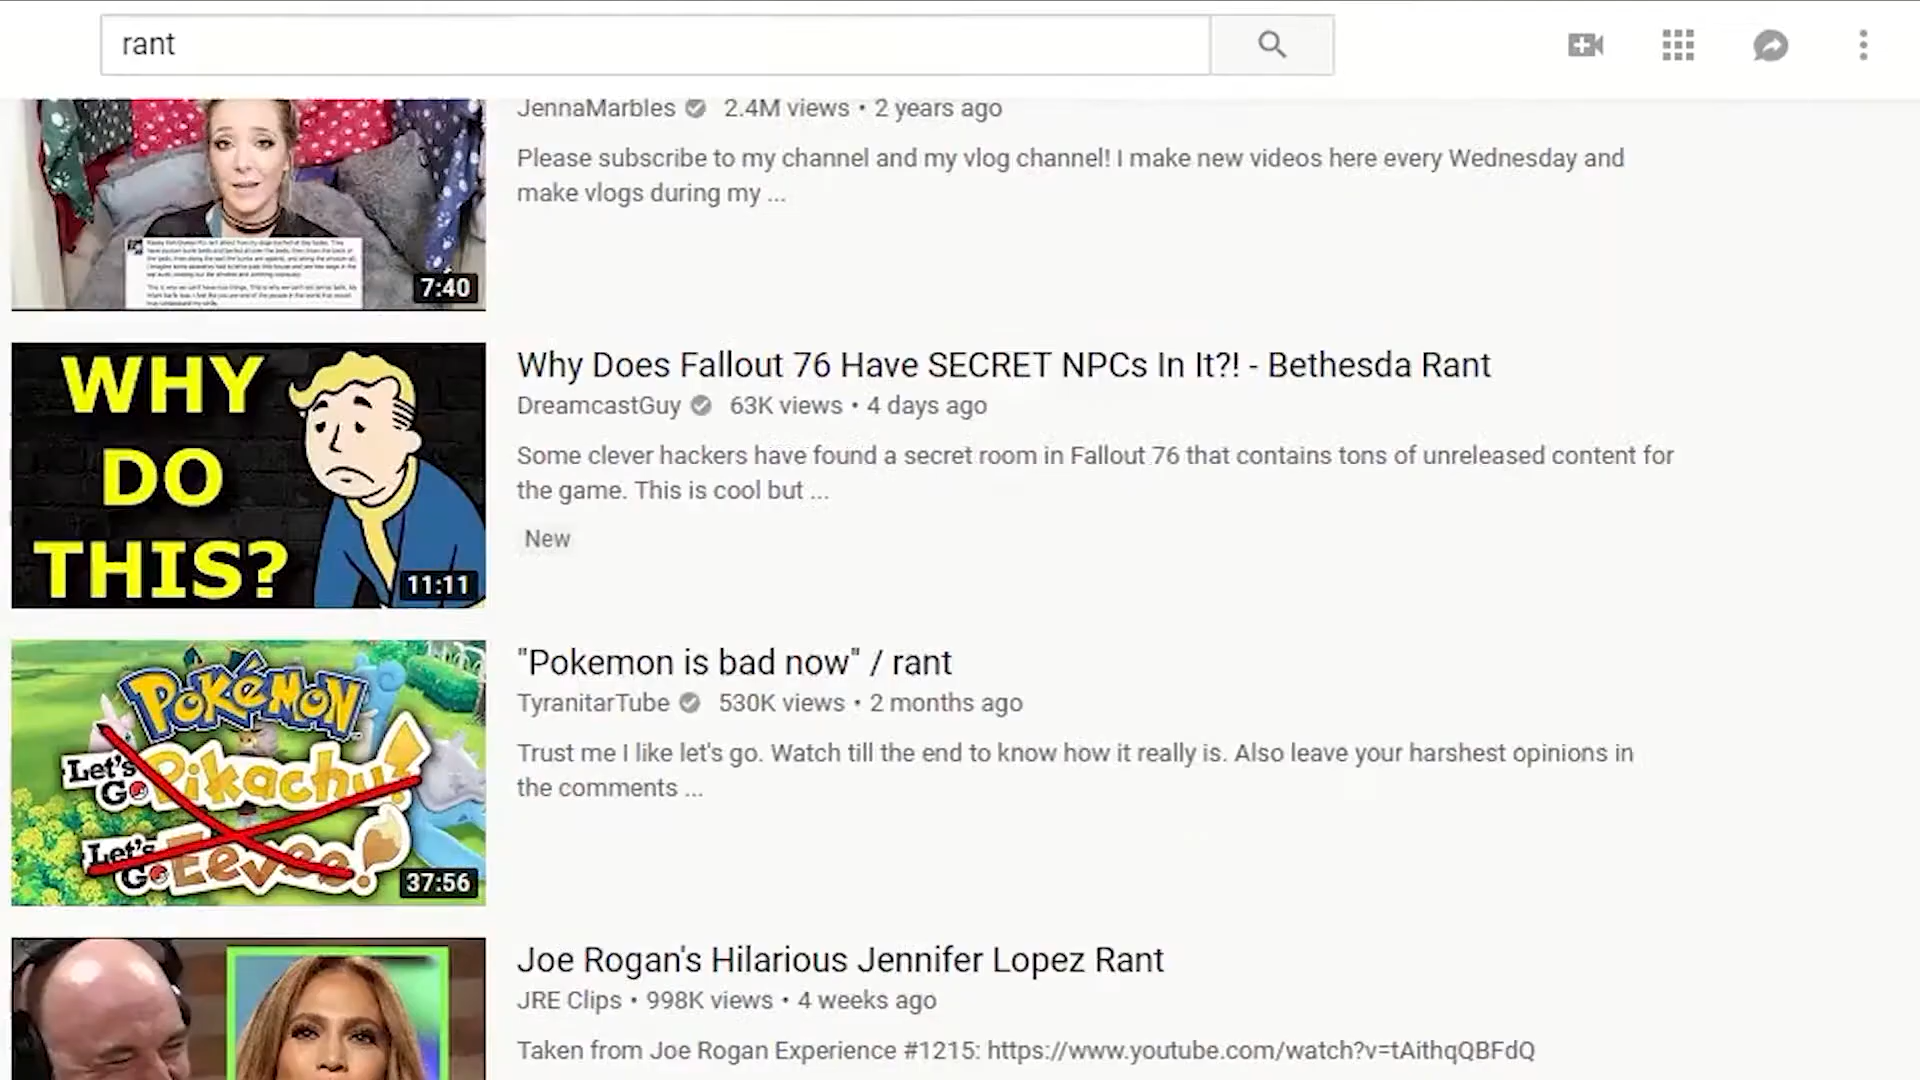 rant
JennaMarbles 2.4M views • 2 years ago
Please subscribe to my channel and my vlog channel! I make new videos here every Wednesday and
make vlogs during my ...
7:40
WHY
DO
THIS?
11:11
Why Does Fallout 76 Have SECRET NPCs In It?! - Bethesda Rant
DreamcastGuy 63K views • 4 days ago
Some clever hackers have found a secret room in Fallout 76 that contains tons of unreleased content for
the game. This is cool but ...
New
POKéMON
Let's Go Pikachu!
Let's Go Eevee!
37:56
"Pokemon is bad now" / rant
TyranitarTube 530K views • 2 months ago
Trust me I like let's go. Watch till the end to know how it really is. Also leave your harshest opinions in
the comments ...
Joe Rogan's Hilarious Jennifer Lopez Rant
JRE Clips • 998K views • 4 weeks ago
Taken from Joe Rogan Experience #1215: https://www.youtube.com/watch?v=tAithqQBFdQ